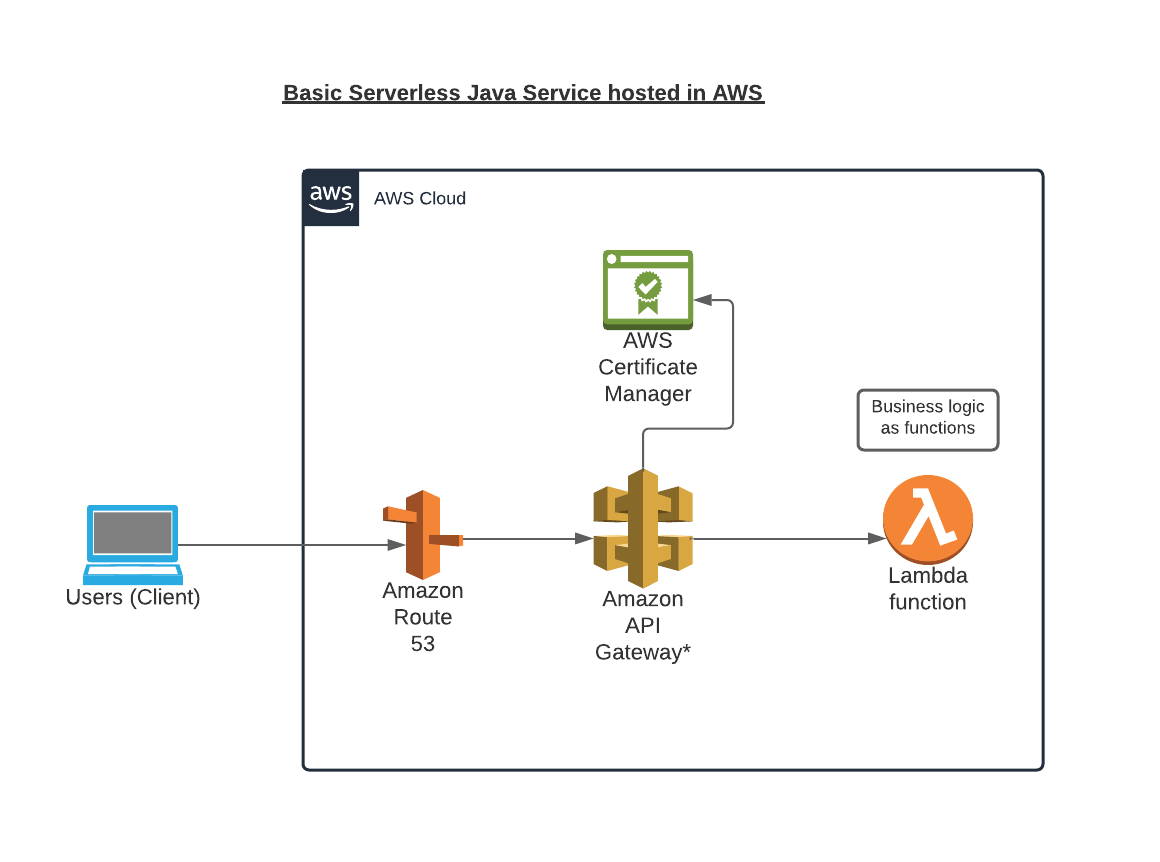 Basic Serverless Java Service hosted in AWS
aws
AWS Cloud
AWS
Certificate
Manager
Business logic
as functions
Users (Client)
Amazon
Route
53
Amazon
API
Gateway*
Lambda
function